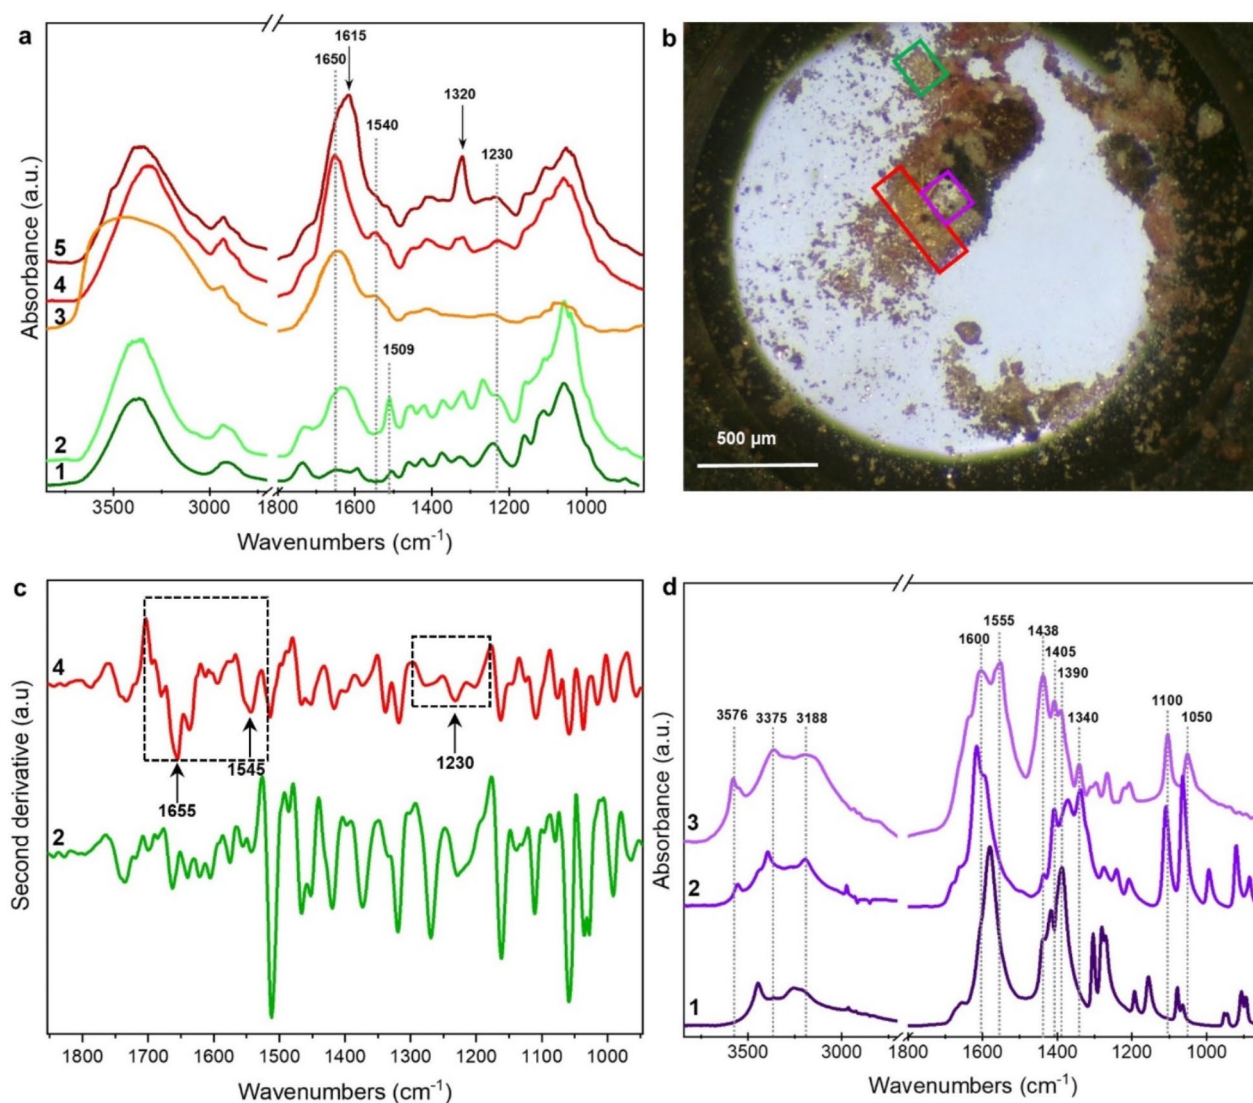 a
1615
1650
1320
1540
1230
1509
5
4
3
2
1
Absorbance (a.u.)
3500 3000 1800 1600 1400 1200 1000
Wavenumbers (cm-1)
b
500 µm
c
4
1655
1545
1230
2
Second derivative (a.u)
1800 1700 1600 1500 1400 1300 1200 1100 1000
Wavenumbers (cm-1)
d
1555
1600
1438
1405
1390
1340
1100
1050
3576
3375
3188
3
2
1
Absorbance (a.u.)
3500 3000 1800 1600 1400 1200 1000
Wavenumbers (cm-1)